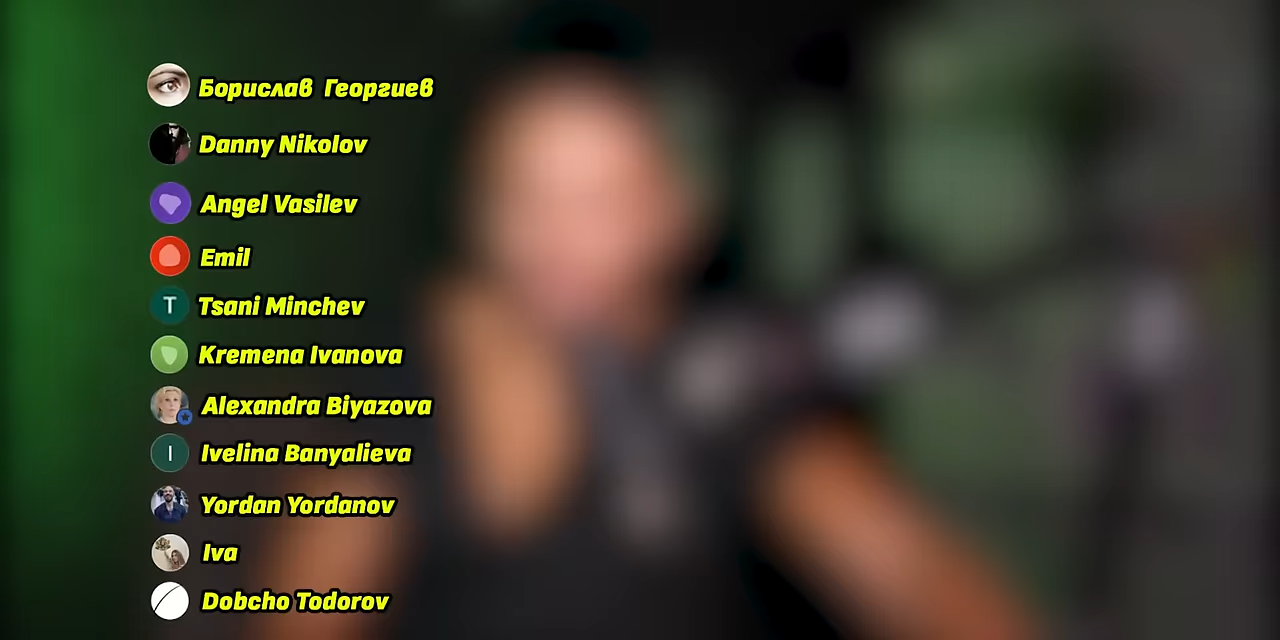 Борислав Георгиев
Danny Nikolov
Angel Vasilev
Emil
T
Tsani Minchev
Kremena Ivanova
Alexandra Biyazova
I
Ivelina Banyalieva
Yordan Yordanov
Iva
Dobcho Todorov